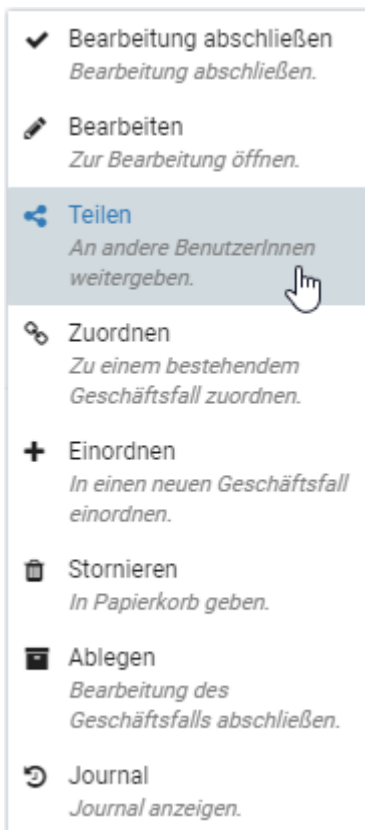 Bearbeitung abschließen
Bearbeitung abschließen.
Bearbeiten
Zur Bearbeitung öffnen.
Teilen
An andere BenutzerInnen
weitergeben.
Zuordnen
Zu einem bestehendem
Geschäftsfall zuordnen.
Einordnen
In einen neuen Geschäftsfall
einordnen.
Stornieren
In Papierkorb geben.
Ablegen
Bearbeitung des
Geschäftsfalls abschließen.
Journal
Journal anzeigen.